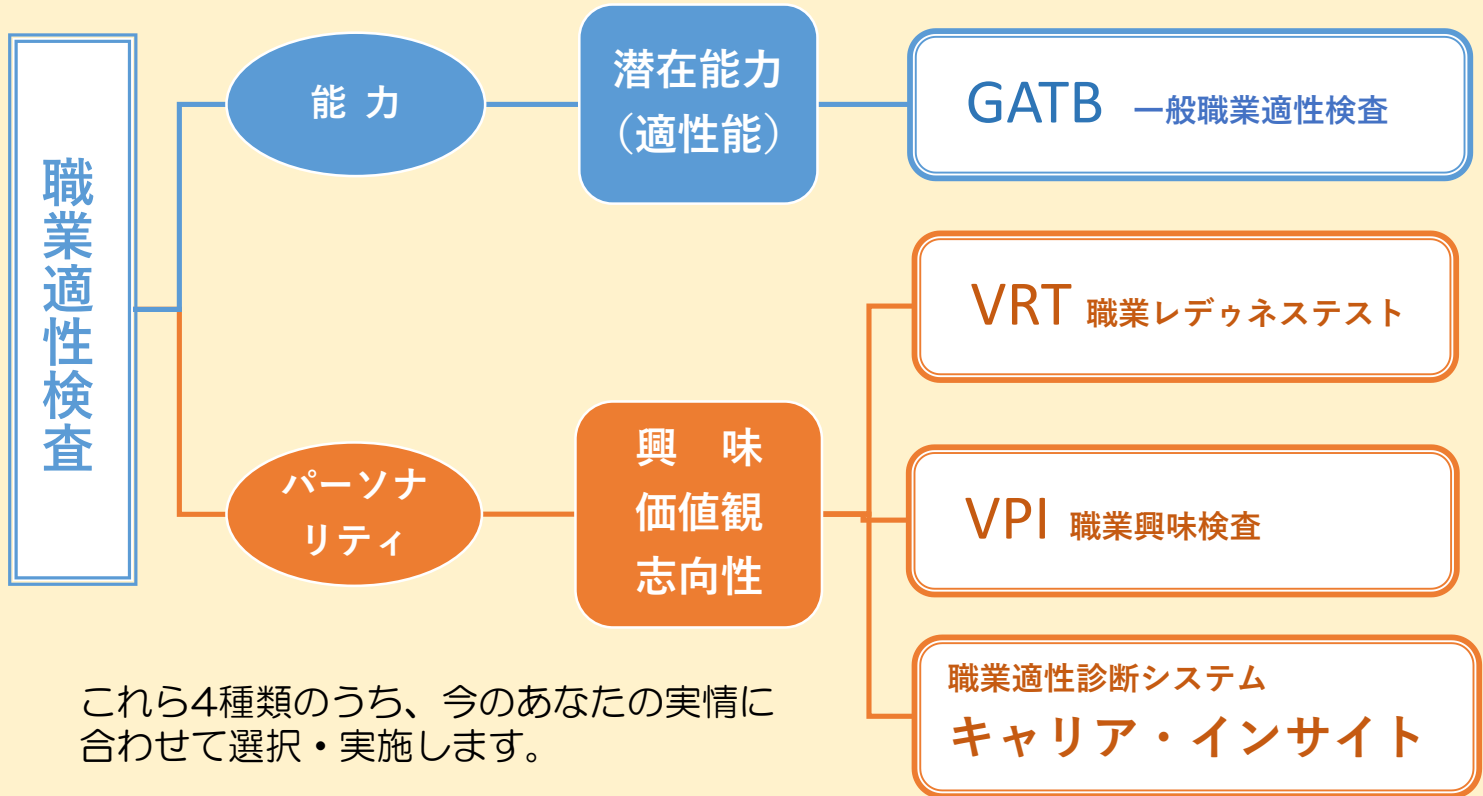 職業適性検査
能 力
潜在能力
（適性能）
GATB 一般職業適性検査
パーソナ
リティ
興　味
価値観
志向性
VRT 職業レデゥネステスト
VPI 職業興味検査
職業適性診断システム
キャリア・インサイト
これら4種類のうち、今のあなたの実情に
合わせて選択・実施します。